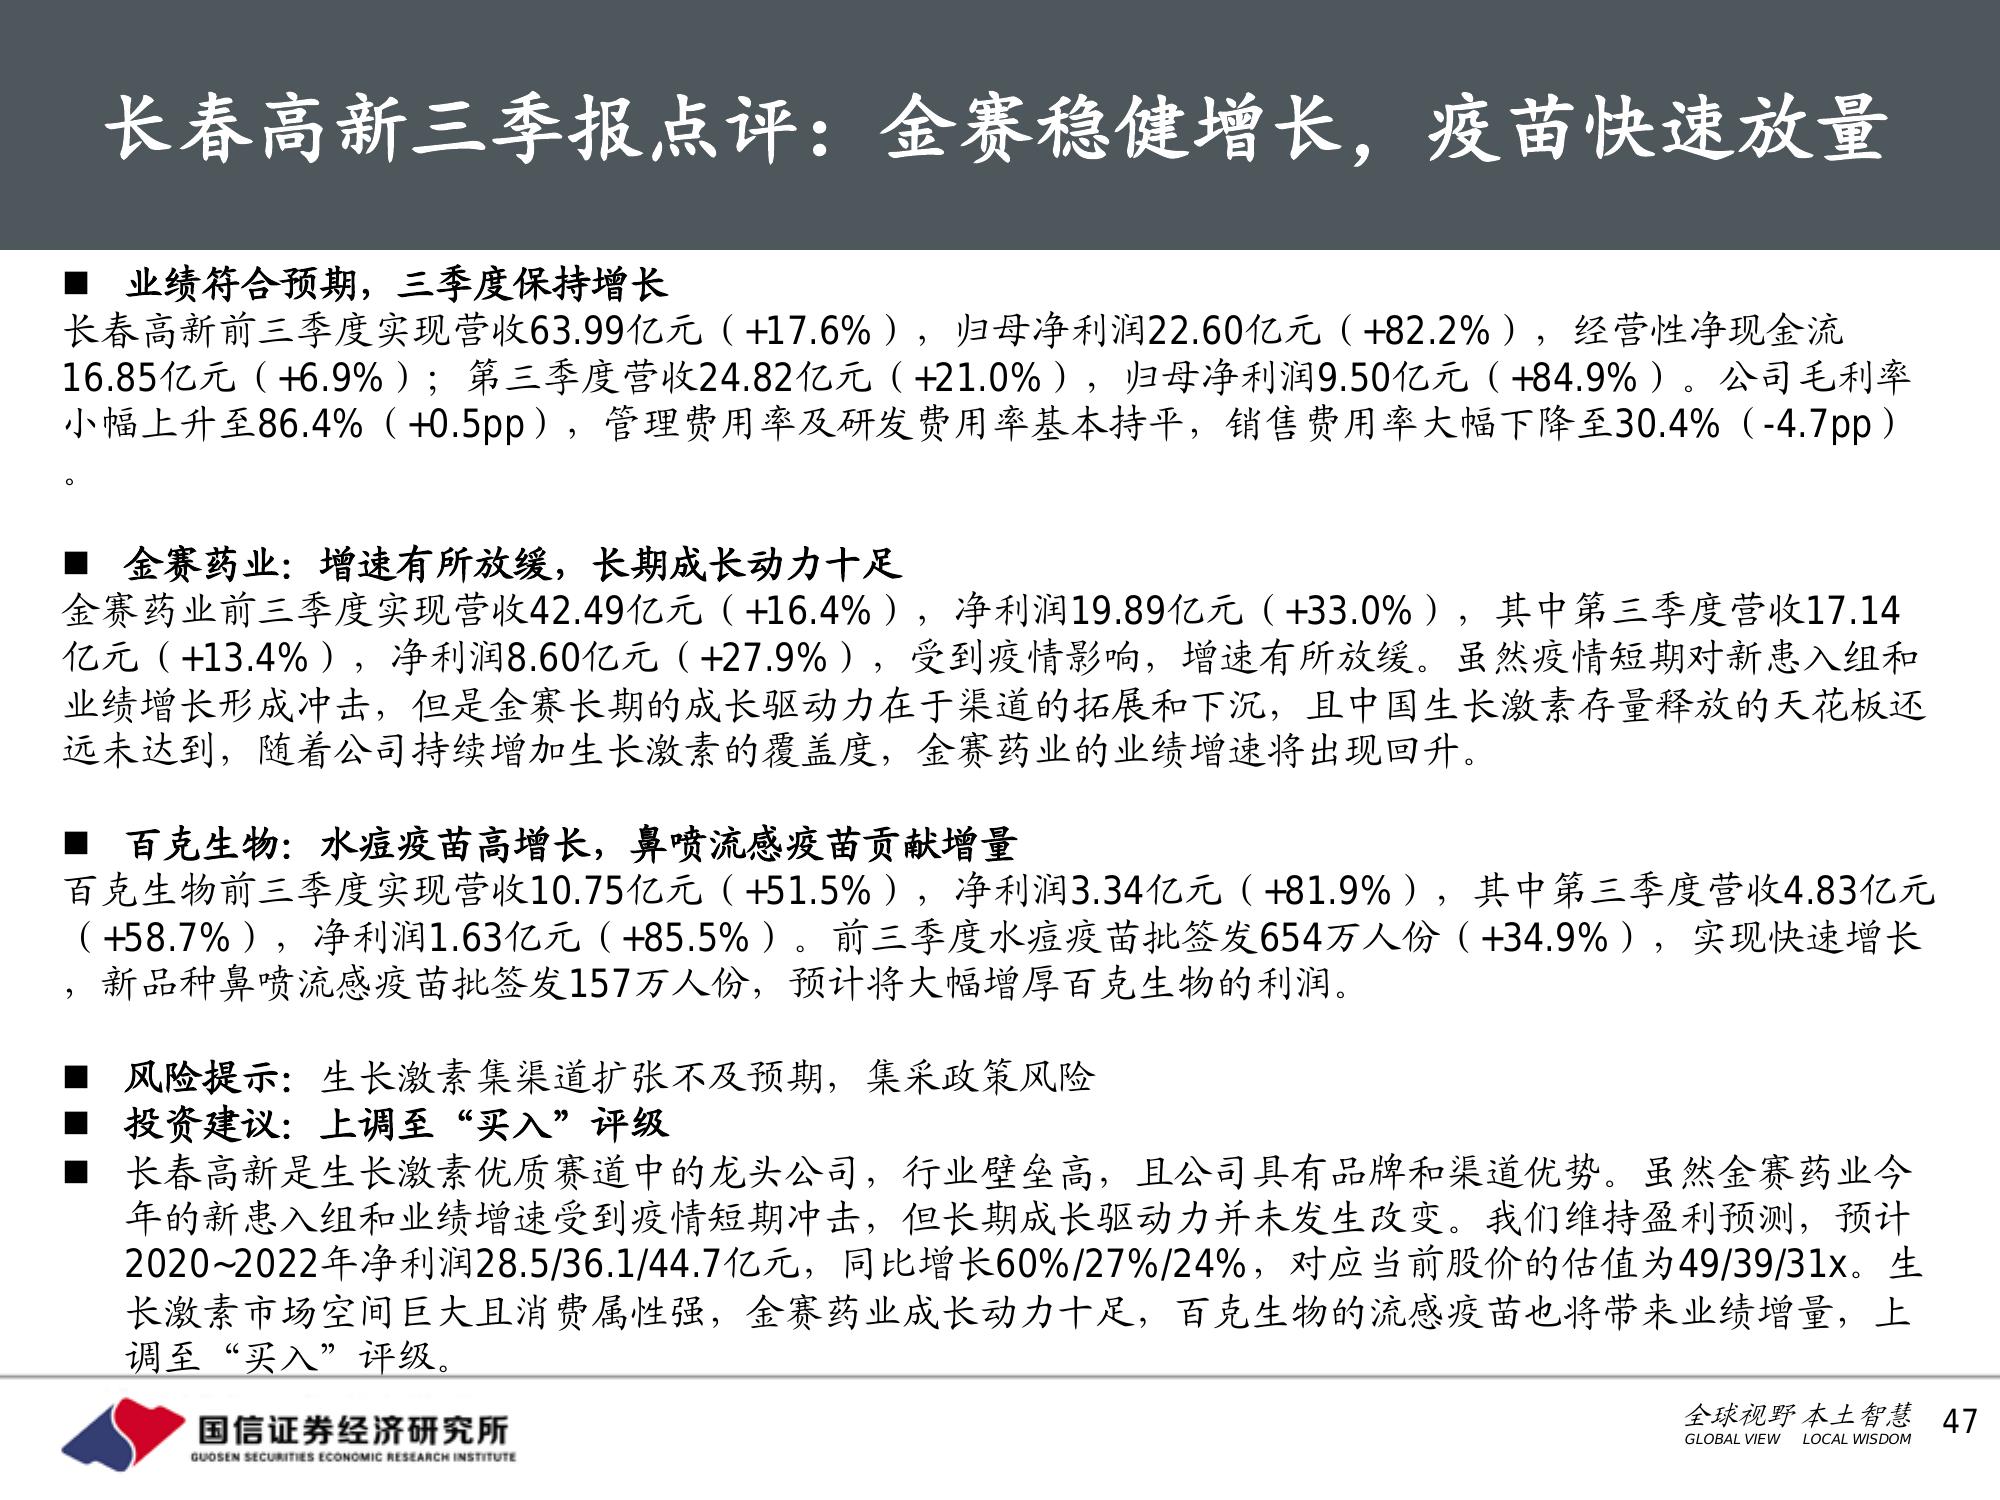 长春高新三季报点评：金赛稳健增长，疫苗快速放量
■ 业绩符合预期，三季度保持增长
长春高新前三季度实现营收63.99亿元（+17.6%），归母净利润22.60亿元（+82.2%），经营性净现金流
16.85亿元（+6.9%）；第三季度营收24.82亿元（+21.0%），归母净利润9.50亿元（+84.9%）。公司毛利率
小幅上升至86.4%（+0.5pp），管理费用率及研发费用率基本持平，销售费用率大幅下降至30.4%（-4.7pp）
。
■ 金赛药业：增速有所放缓，长期成长动力十足
金赛药业前三季度实现营收42.49亿元（+16.4%），净利润19.89亿元（+33.0%），其中第三季度营收17.14
亿元（+13.4%），净利润8.60亿元（+27.9%），受到疫情影响，增速有所放缓。虽然疫情短期对新患入组和
业绩增长形成冲击，但是金赛长期的成长驱动力在于渠道的拓展和下沉，且中国生长激素存量释放的天花板还
远未达到，随着公司持续增加生长激素的覆盖度，金赛药业的业绩增速将出现回升。
■ 百克生物：水痘疫苗高增长，鼻喷流感疫苗贡献增量
百克生物前三季度实现营收10.75亿元（+51.5%），净利润3.34亿元（+81.9%），其中第三季度营收4.83亿元
（+58.7%），净利润1.63亿元（+85.5%）。前三季度水痘疫苗批签发654万人份（+34.9%），实现快速增长
，新品种鼻喷流感疫苗批签发157万人份，预计将大幅增厚百克生物的利润。
■ 风险提示：生长激素集渠道扩张不及预期，集采政策风险
■ 投资建议：上调至“买入”评级
■ 长春高新是生长激素优质赛道中的龙头公司，行业壁垒高，且公司具有品牌和渠道优势。虽然金赛药业今
年的新患入组和业绩增速受到疫情短期冲击，但长期成长驱动力并未发生改变。我们维持盈利预测，预计
2020~2022年净利润28.5/36.1/44.7亿元，同比增长60%/27%/24%，对应当前股价的估值为49/39/31x。生
长激素市场空间巨大且消费属性强，金赛药业成长动力十足，百克生物的流感疫苗也将带来业绩增量，上
调至“买入”评级。
国信证券经济研究所
GUOSEN SECURITIES ECONOMIC RESEARCH INSTITUTE
全球视野 本土智慧
GLOBAL VIEW LOCAL WISDOM
47